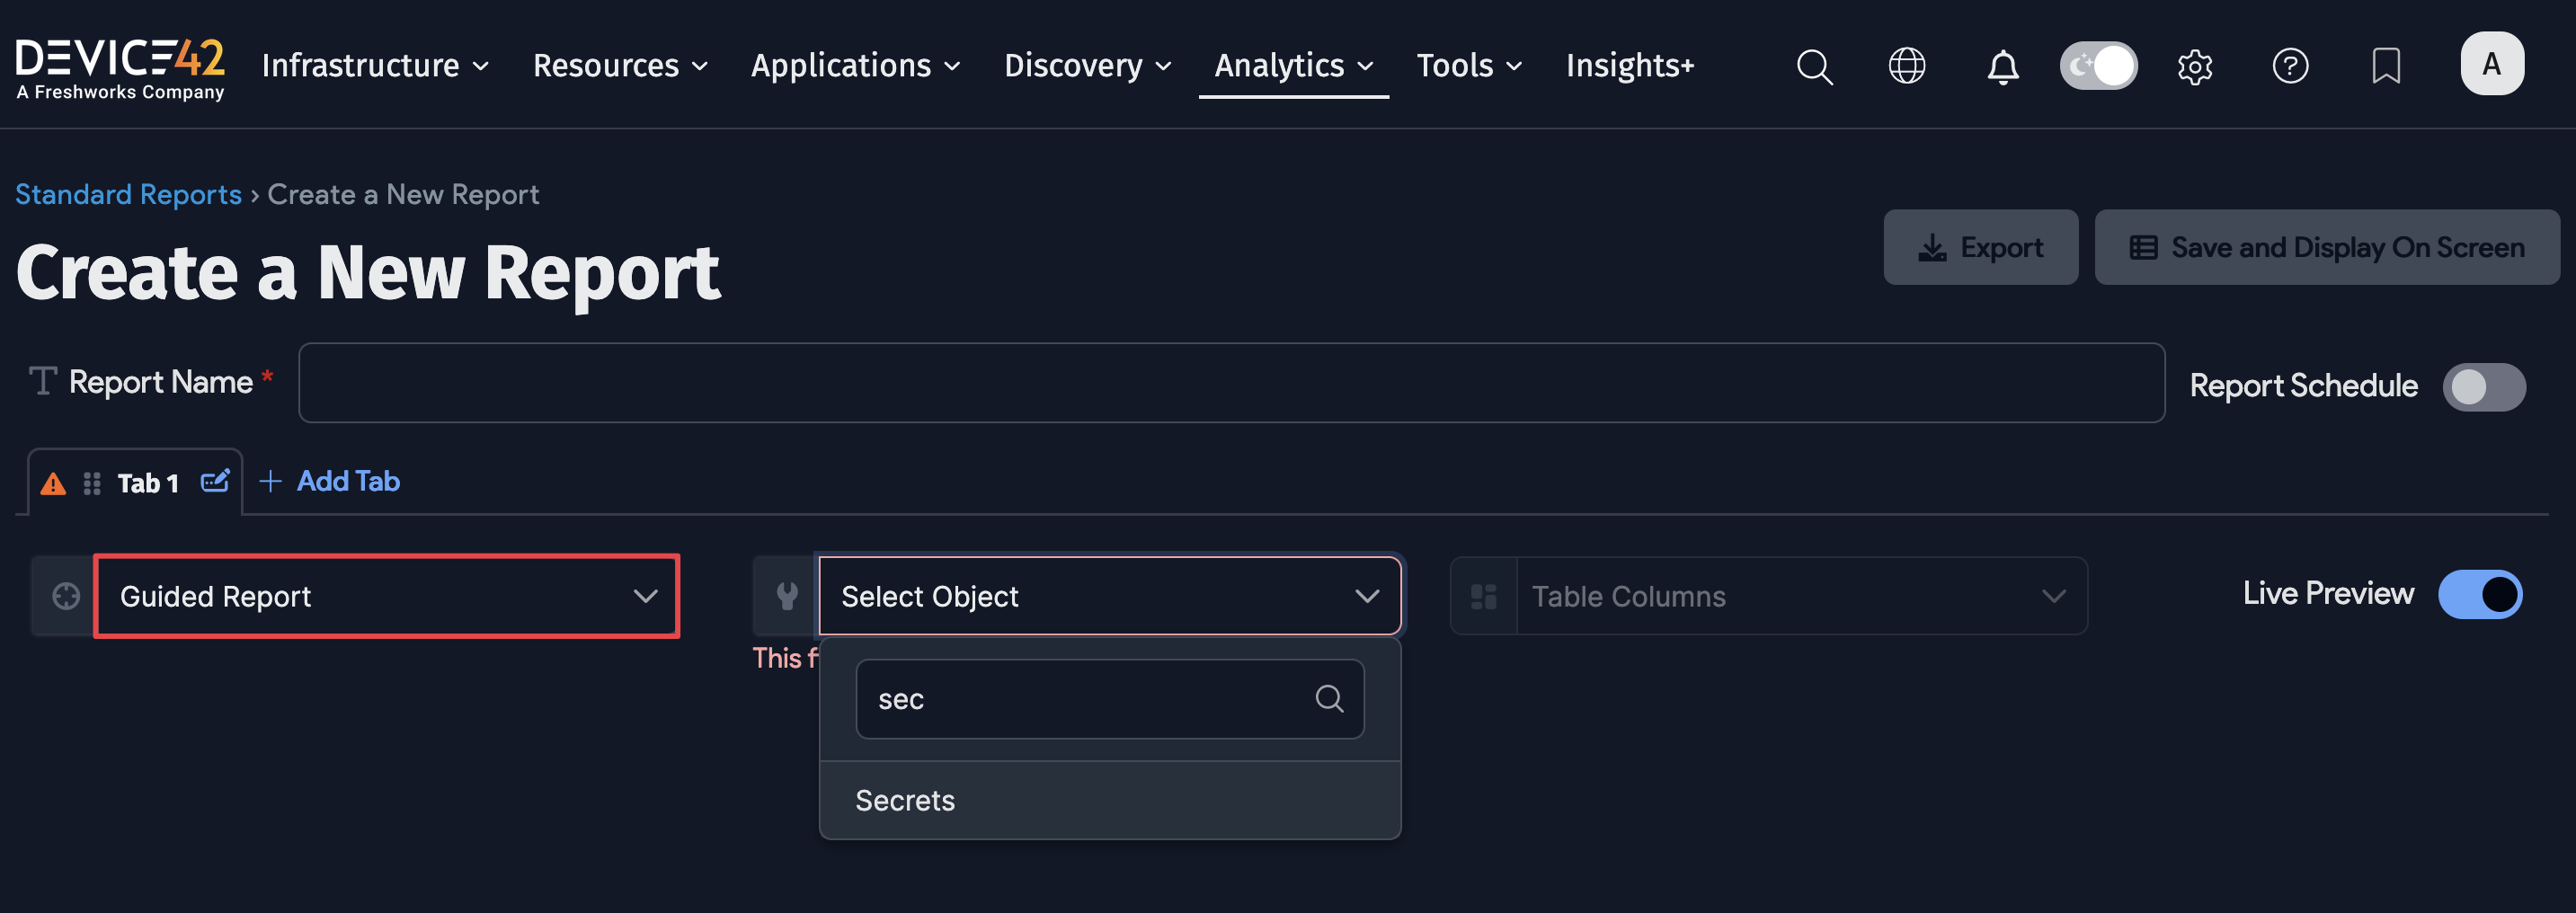 DEVICE42
A Freshworks Company
Infrastructure Resources Applications Discovery Analytics Tools Insights+
A
Standard Reports › Create a New Report
Create a New Report
Export
Save and Display On Screen
Report Name *
Report Schedule
Tab 1
+ Add Tab
Guided Report
Select Object
Table Columns
Live Preview
This f
sec
Secrets